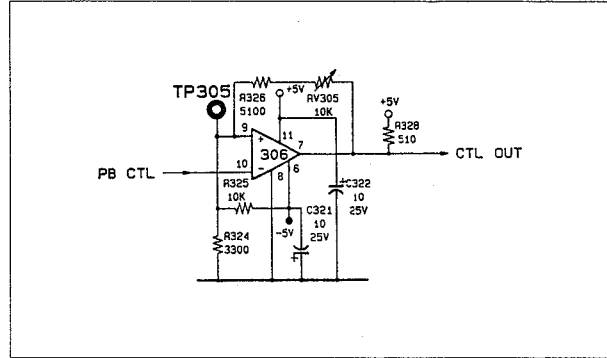 TP305
R326
5100
+5V
RV305
10K
+5V
R328
510
9
+
11
306
7
CTL OUT
10
-
8
6
PB CTL
R325
10K
+
C322
10
25V
-5V
C321
10
25V
+
R324
3300